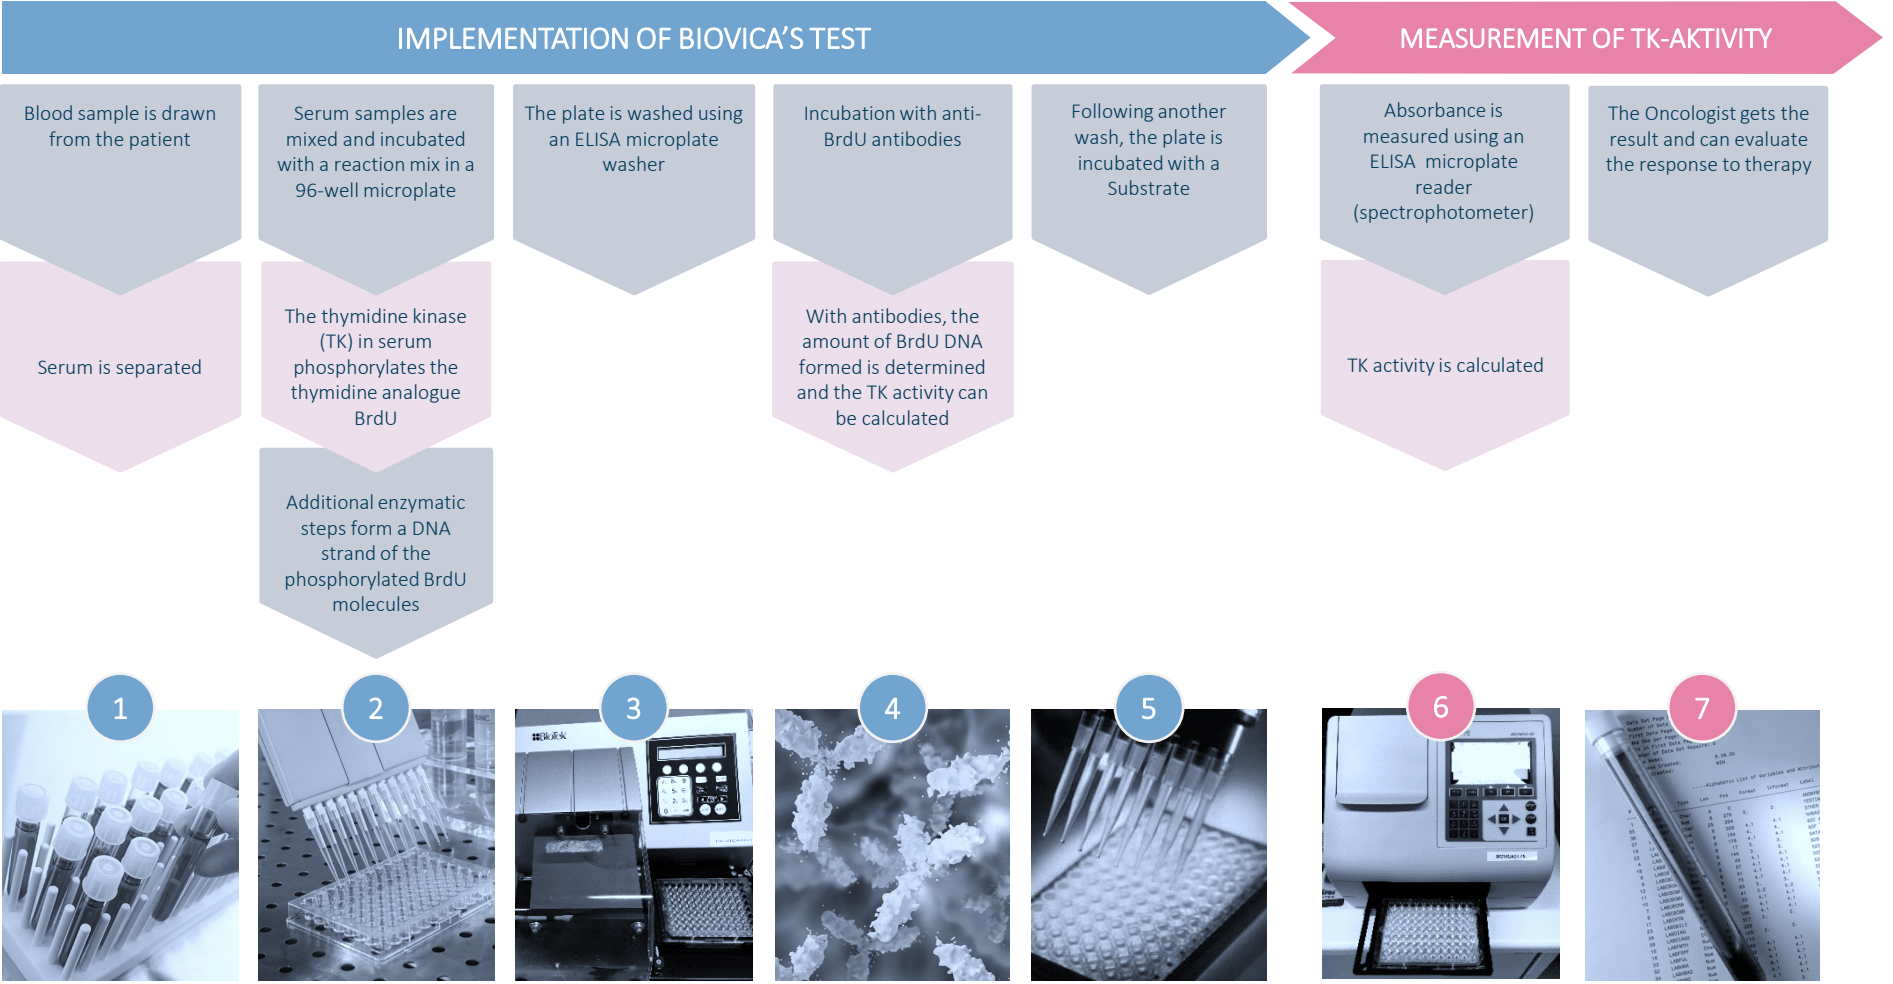 IMPLEMENTATION OF BIOVICA'S TEST
MEASUREMENT OF TK-AKTIVITY
Blood sample is drawn
from the patient
Serum is separated
Serum samples are
mixed and incubated
with a reaction mix in a
96-well microplate
The thymidine kinase
(TK) in serum
phosphorylates the
thymidine analogue
BrdU
Additional enzymatic
steps form a DNA
strand of the
phosphorylated BrdU
molecules
The plate is washed using
an ELISA microplate
washer
Incubation with anti-
BrdU antibodies
With antibodies, the
amount of BrdU DNA
formed is determined
and the TK activity can
be calculated
Following another
wash, the plate is
incubated with a
Substrate
Absorbance is
measured using an
ELISA microplate
reader
(spectrophotometer)
TK activity is calculated
The Oncologist gets the
result and can evaluate
the response to therapy
1
2
3
4
5
6
7
BioTek